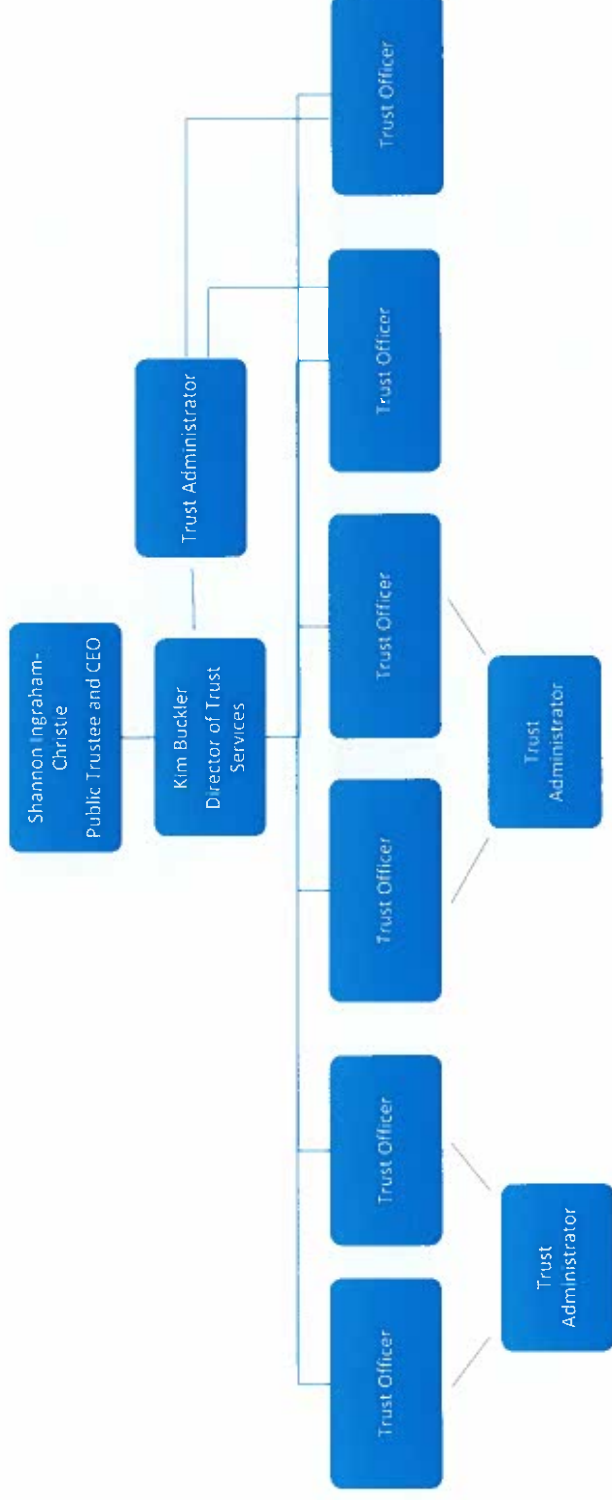 Shannon Ingraham-
Christie
Public Trustee and CEO
Kim Buckler
Director of Trust
Services
Trust Administrator
Trust Officer
Trust Officer
Trust Officer
Trust Officer
Trust Officer
Trust Officer
Trust
Administrator
Trust
Administrator